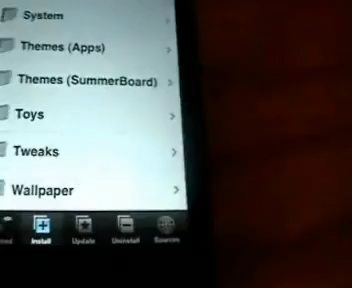 System
Themes (Apps)
Themes (SummerBoard)
Toys
Tweaks
Wallpaper
Install
Update
Uninstall
Sources